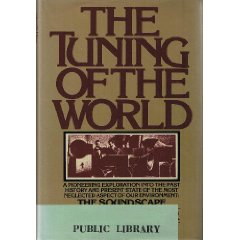 THE
TUNING
OF THE
WORLD
A PIONEERING EXPLORATION INTO THE PAST
HISTORY AND PRESENT STATE OF THE MOST
NEGLECTED ASPECT OF OUR ENVIRONMENT:
THE SOUNDSCAPE
PUBLIC LIBRARY